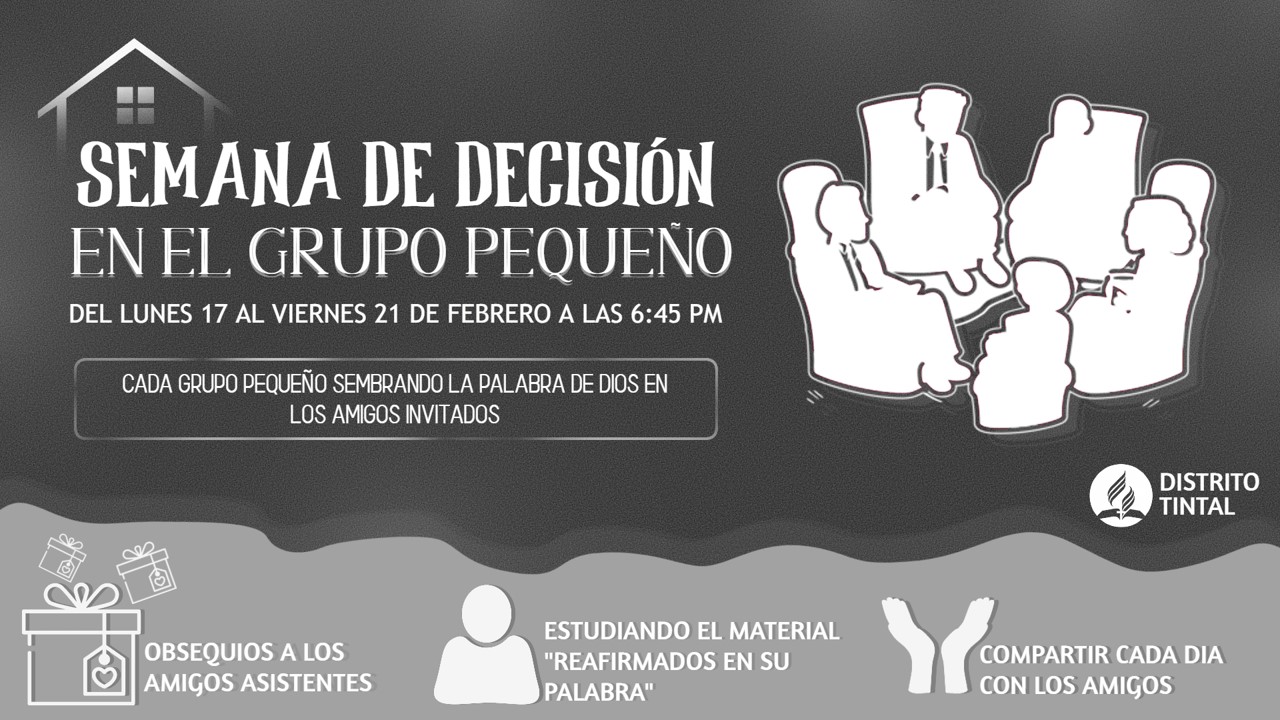 SEMANA DE DECISIÓN
EN EL GRUPO PEQUEÑO
DEL LUNES 17 AL VIERNES 21 DE FEBRERO A LAS 6:45 PM
CADA GRUPO PEQUEÑO SEMBRANDO LA PALABRA DE DIOS EN
LOS AMIGOS INVITADOS
DISTRITO
TINTAL
OBSEQUIOS A LOS
AMIGOS ASISTENTES
ESTUDIANDO EL MATERIAL
"REAFIRMADOS EN SU
PALABRA"
COMPARTIR CADA DIA
CON LOS AMIGOS